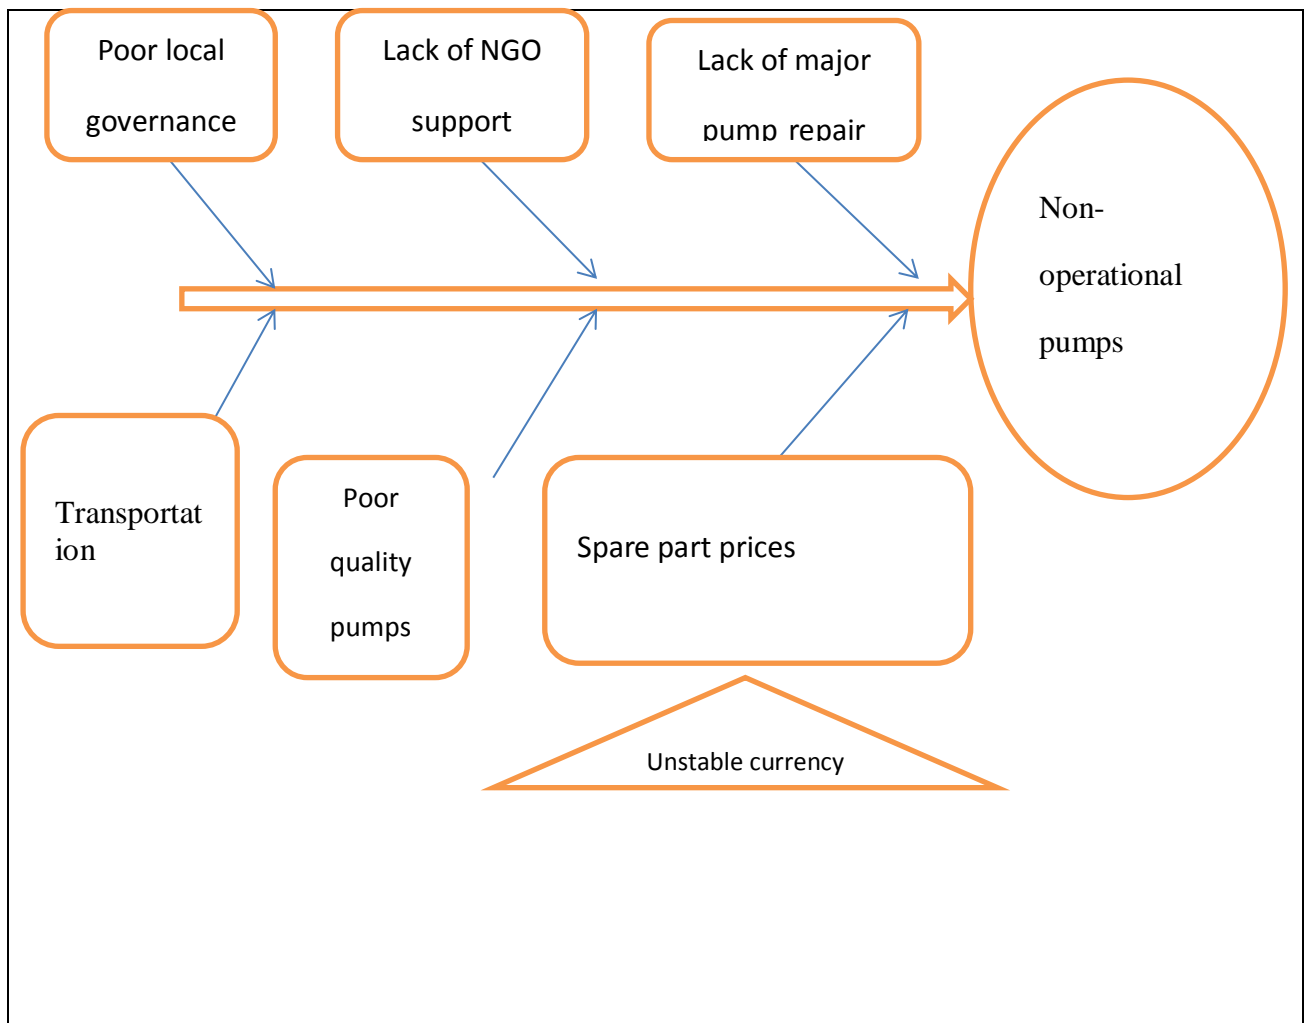 Poor local
governance
Lack of NGO
support
Lack of major
pump repair
Non-
operational
pumps
Transportat
ion
Poor
quality
pumps
Spare part prices
Unstable currency